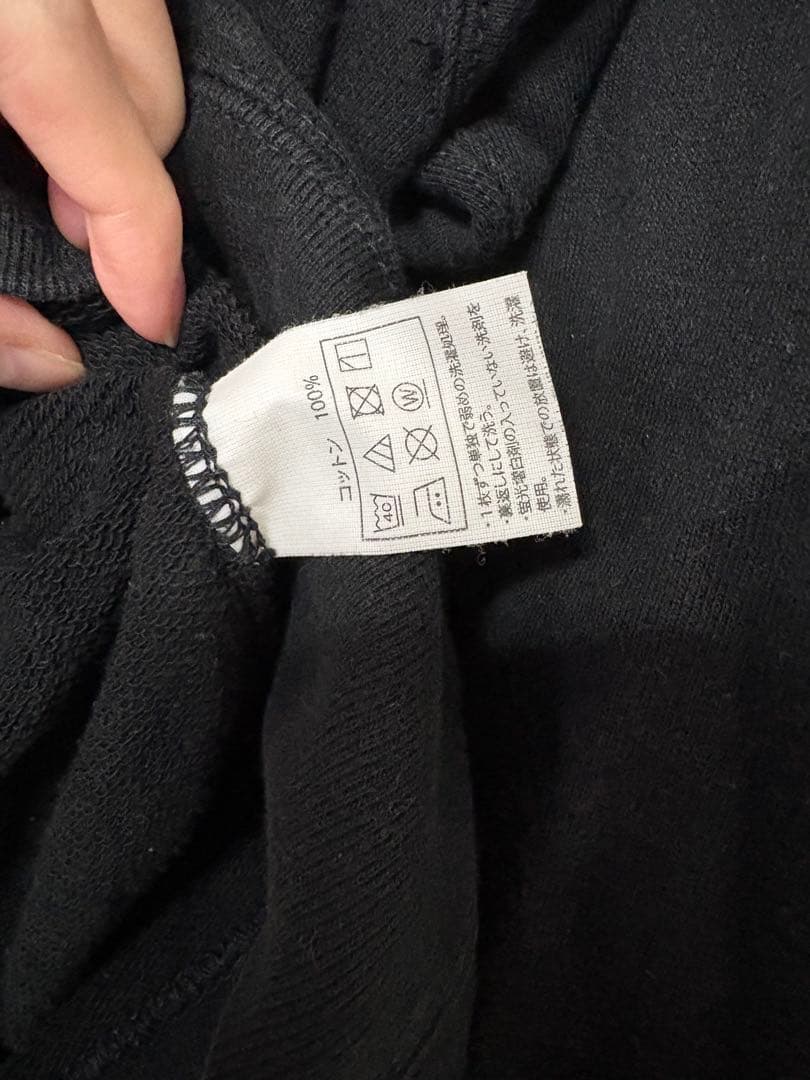 コットン 100%
40
W
・1枚ずつ単独で弱めの洗濯処理。
・裏返しにして洗う。
・蛍光増白剤の入っていない洗剤を
使用。
・濡れた状態での放置は避け、洗濯